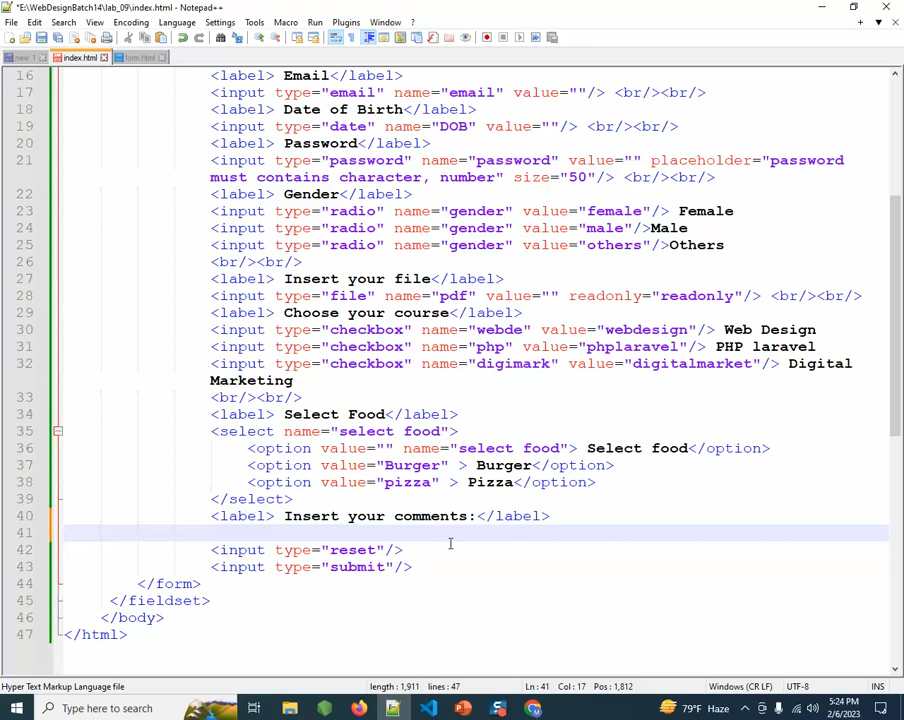 *E:\WebDesignBatch14\lab_09\index.html - Notepad++
File Edit Search View Encoding Language Settings Tools Macro Run Plugins Window ?
new 1 index.html form.html
16 <label> Email</label>
17 <input type="email" name="email" value=""/> <br/><br/>
18 <label> Date of Birth</label>
19 <input type="date" name="DOB" value=""/> <br/><br/>
20 <label> Password</label>
21 <input type="password" name="password" value="" placeholder="password
must contains character, number" size="50"/> <br/><br/>
22 <label> Gender</label>
23 <input type="radio" name="gender" value="female"/> Female
24 <input type="radio" name="gender" value="male"/>Male
25 <input type="radio" name="gender" value="others"/>Others
26 <br/><br/>
27 <label> Insert your file</label>
28 <input type="file" name="pdf" value="" readonly="readonly"/> <br/><br/>
29 <label> Choose your course</label>
30 <input type="checkbox" name="webde" value="webdesign"/> Web Design
31 <input type="checkbox" name="php" value="phplaravel"/> PHP laravel
32 <input type="checkbox" name="digimark" value="digitalmarket"/> Digital
Marketing
33 <br/><br/>
34 <label> Select Food</label>
35 <select name="select food">
36 <option value="" name="select food"> Select food</option>
37 <option value="Burger" > Burger</option>
38 <option value="pizza" > Pizza</option>
39 </select>
40 <label> Insert your comments:</label>
41
42 <input type="reset"/>
43 <input type="submit"/>
44 </form>
45 </fieldset>
46 </body>
47 </html>
Hyper Text Markup Language file length : 1,911 lines : 47 Ln : 41 Col : 17 Pos : 1,812 Windows (CR LF) UTF-8 INS
Type here to search 79°F Haze 5:24 PM
2/6/2023